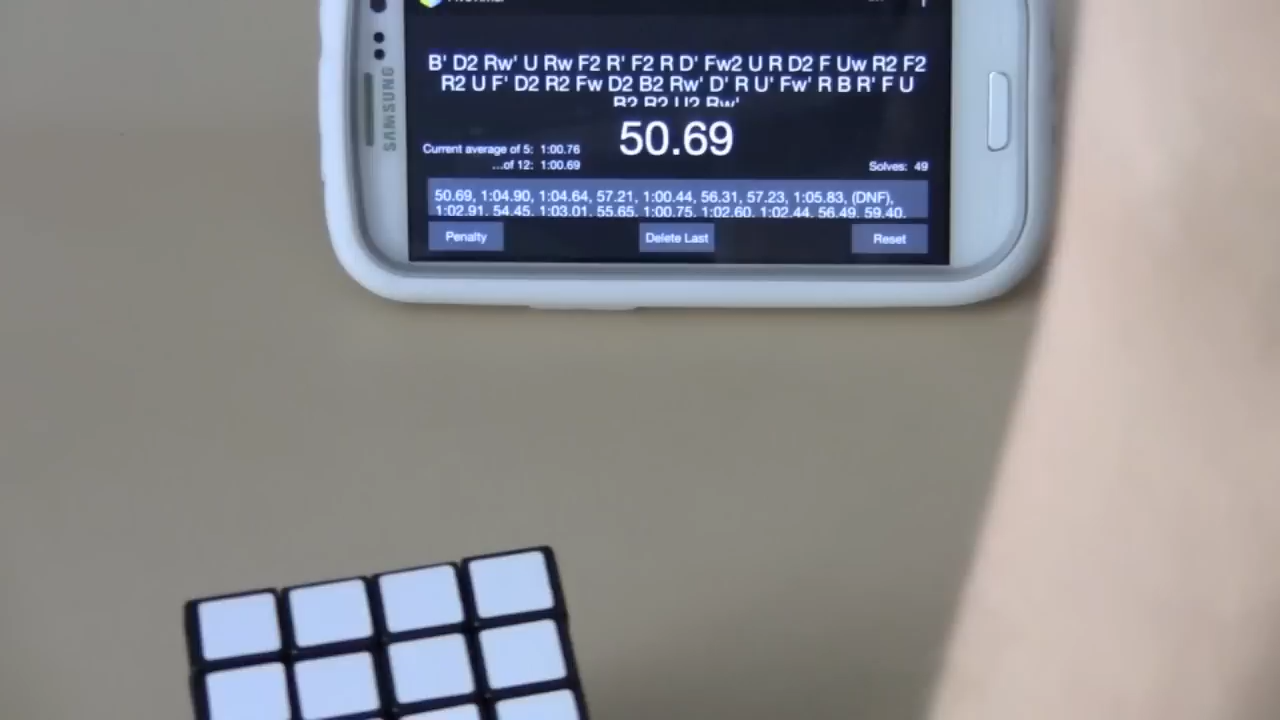 B' D2 Rw' U Rw F2 R' F2 R D' Fw2 U R D2 F Uw R2 F2
R2 U F' D2 R2 Fw D2 B2 Rw' D' R U' Fw' R B R' F U
B2 R2 U2 Rw'
50.69
Current average of 5: 1:00.76
...of 12: 1:00.69
Solves: 49
50.69, 1:04.90, 1:04.64, 57.21, 1:00.44, 56.31, 57.23, 1:05.83, (DNF),
1:02.91, 54.45, 1:03.01, 55.65, 1:00.75, 1:02.60, 1:02.44, 56.49, 59.40,
Penalty
Delete Last
Reset
SAMSUNG